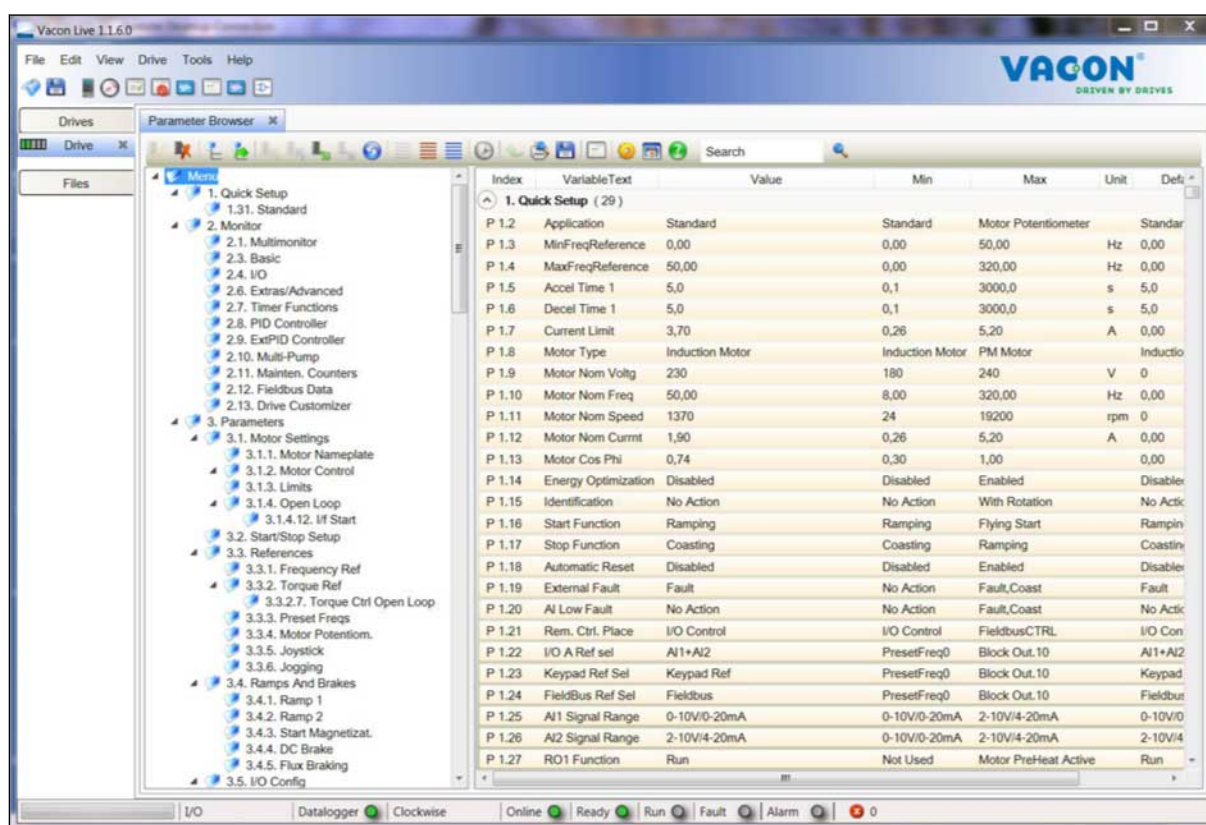 Vacon Live 1.1.6.0
File Edit View Drive Tools Help
VACON®
DRIVEN BY DRIVES
Drives
Drive
Files
Parameter Browser
Search
Menu
1. Quick Setup
1.31. Standard
2. Monitor
2.1. Multimonitor
2.3. Basic
2.4. I/O
2.6. Extras/Advanced
2.7. Timer Functions
2.8. PID Controller
2.9. ExtPID Controller
2.10. Multi-Pump
2.11. Mainten. Counters
2.12. Fieldbus Data
2.13. Drive Customizer
3. Parameters
3.1. Motor Settings
3.1.1. Motor Nameplate
3.1.2. Motor Control
3.1.3. Limits
3.1.4. Open Loop
3.1.4.12. I/f Start
3.2. Start/Stop Setup
3.3. References
3.3.1. Frequency Ref
3.3.2. Torque Ref
3.3.2.7. Torque Ctrl Open Loop
3.3.3. Preset Freqs
3.3.4. Motor Potentiom.
3.3.5. Joystick
3.3.6. Jogging
3.4. Ramps And Brakes
3.4.1. Ramp 1
3.4.2. Ramp 2
3.4.3. Start Magnetizat.
3.4.4. DC Brake
3.4.5. Flux Braking
3.5. I/O Config
Index VariableText Value Min Max Unit Defa
1. Quick Setup (29)
P 1.2 Application Standard Standard Motor Potentiometer Standar
P 1.3 MinFreqReference 0,00 0,00 50,00 Hz 0,00
P 1.4 MaxFreqReference 50,00 0,00 320,00 Hz 0,00
P 1.5 Accel Time 1 5,0 0,1 3000,0 s 5,0
P 1.6 Decel Time 1 5,0 0,1 3000,0 s 5,0
P 1.7 Current Limit 3,70 0,26 5,20 A 0,00
P 1.8 Motor Type Induction Motor Induction Motor PM Motor Inductio
P 1.9 Motor Nom Voltg 230 180 240 V 0
P 1.10 Motor Nom Freq 50,00 8,00 320,00 Hz 0,00
P 1.11 Motor Nom Speed 1370 24 19200 rpm 0
P 1.12 Motor Nom Currnt 1,90 0,26 5,20 A 0,00
P 1.13 Motor Cos Phi 0,74 0,30 1,00 0,00
P 1.14 Energy Optimization Disabled Disabled Enabled Disable
P 1.15 Identification No Action No Action With Rotation No Actic
P 1.16 Start Function Ramping Ramping Flying Start Rampin
P 1.17 Stop Function Coasting Coasting Ramping Coastin
P 1.18 Automatic Reset Disabled Disabled Enabled Disable
P 1.19 External Fault Fault No Action Fault,Coast Fault
P 1.20 AI Low Fault No Action No Action Fault,Coast No Actic
P 1.21 Rem. Ctrl. Place I/O Control I/O Control FieldbusCTRL I/O Con
P 1.22 I/O A Ref sel AI1+AI2 PresetFreq0 Block Out.10 AI1+AI2
P 1.23 Keypad Ref Sel Keypad Ref PresetFreq0 Block Out.10 Keypad
P 1.24 FieldBus Ref Sel Fieldbus PresetFreq0 Block Out.10 Fieldbus
P 1.25 AI1 Signal Range 0-10V/0-20mA 0-10V/0-20mA 2-10V/4-20mA 0-10V/0
P 1.26 AI2 Signal Range 2-10V/4-20mA 0-10V/0-20mA 2-10V/4-20mA 2-10V/4
P 1.27 RO1 Function Run Not Used Motor PreHeat Active Run
I/O Datalogger Clockwise Online Ready Run Fault Alarm 0